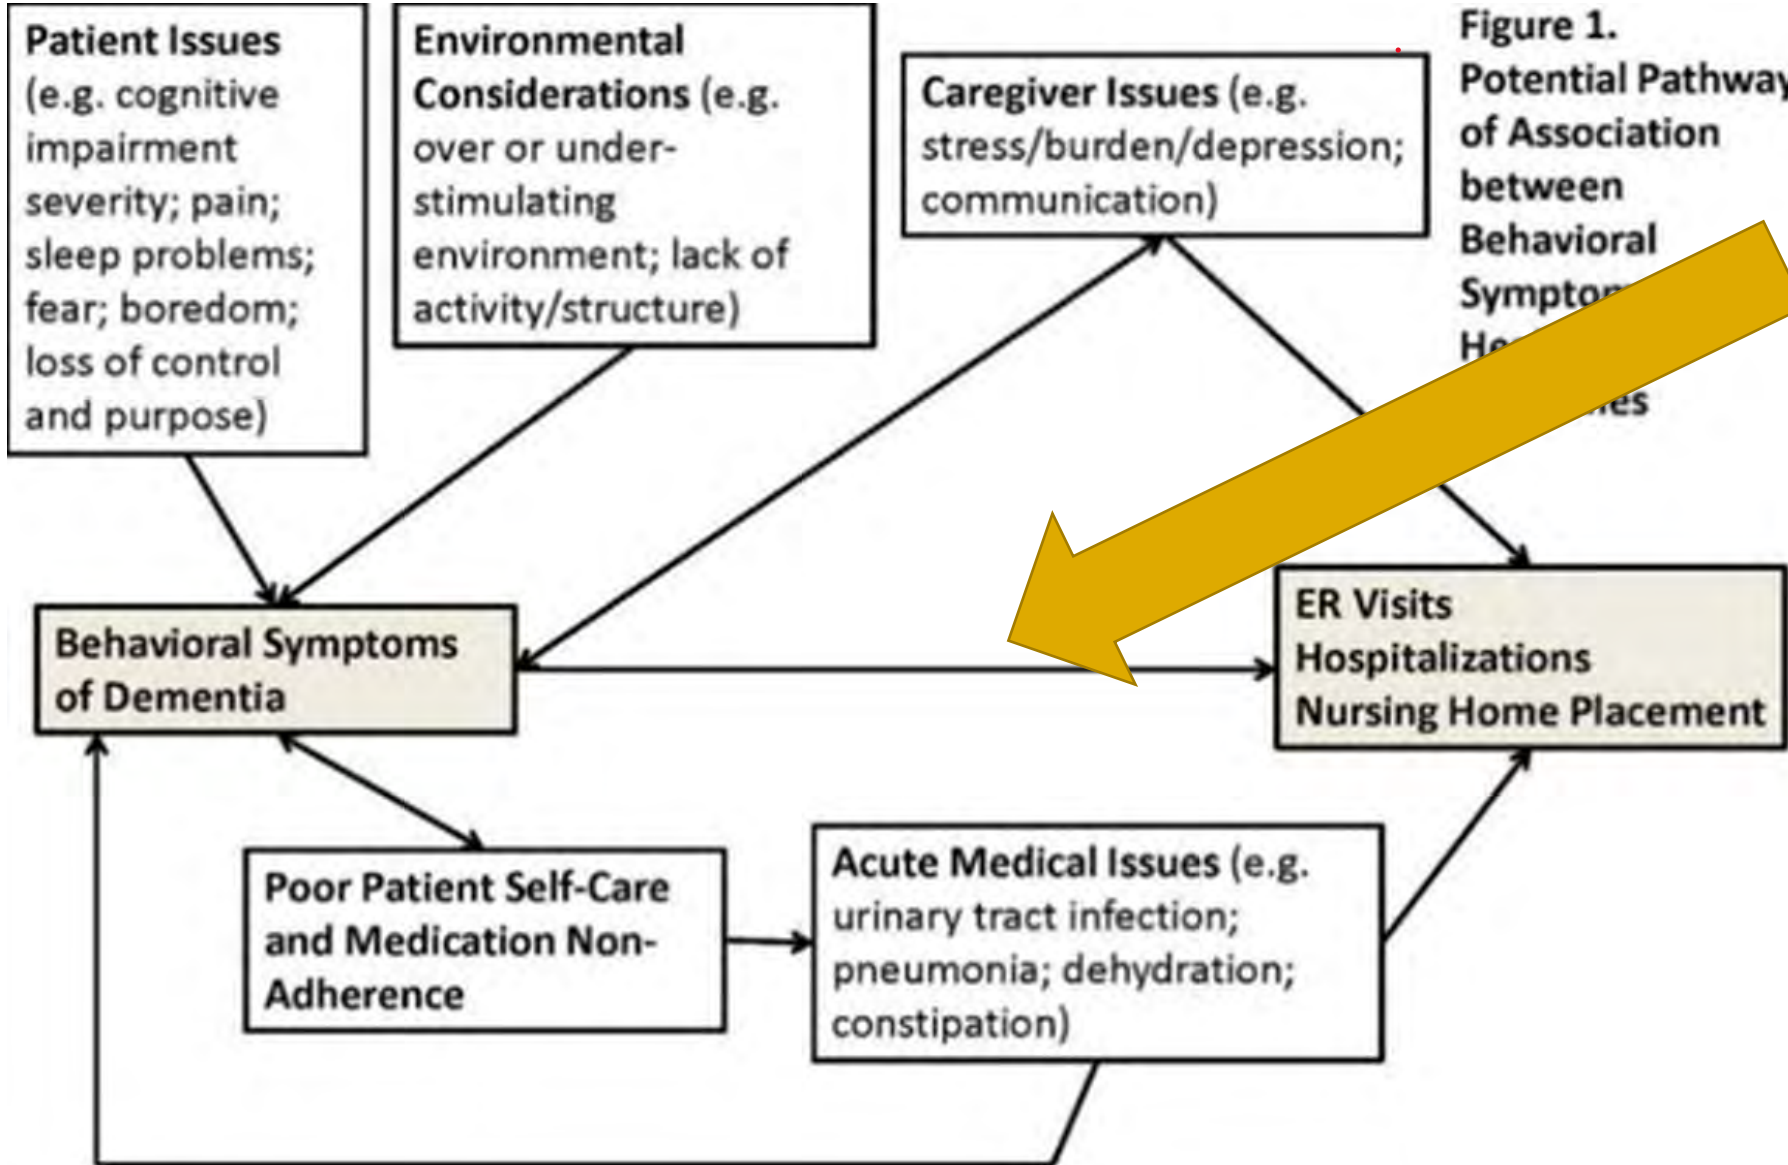 Patient Issues
(e.g. cognitive
impairment
severity; pain;
sleep problems;
fear; boredom;
loss of control
and purpose)
Environmental
Considerations (e.g.
over or under-
stimulating
environment; lack of
activity/structure)
Caregiver Issues (e.g.
stress/burden/depression;
communication)
Figure 1.
Potential Pathway
of Association
between
Behavioral
Behavioral Symptoms
of Dementia
ER Visits
Hospitalizations
Nursing Home Placement
Poor Patient Self-Care
and Medication Non-
Adherence
Acute Medical Issues (e.g.
urinary tract infection;
pneumonia; dehydration;
constipation)